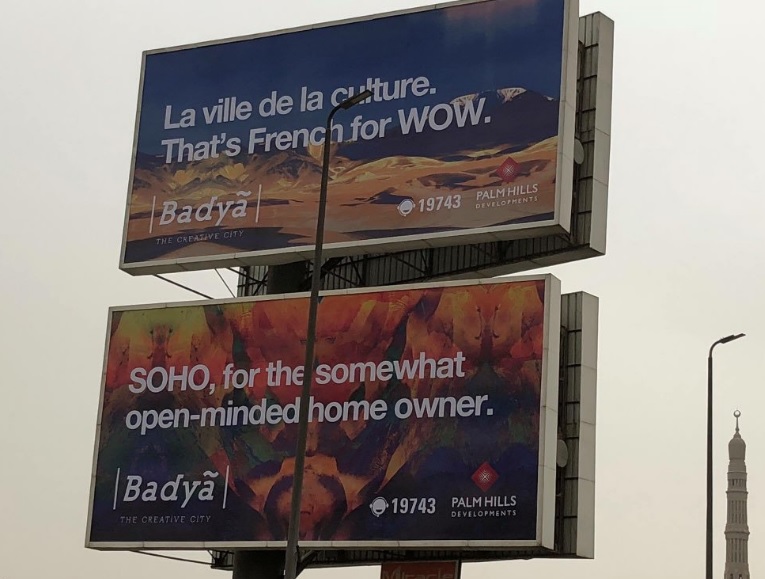 La ville de la culture.
That's French for WOW.
Badyã
THE CREATIVE CITY
19743
PALM HILLS
DEVELOPMENTS
SOHO, for the somewhat
open-minded home owner.
Badyã
THE CREATIVE CITY
19743
PALM HILLS
DEVELOPMENTS